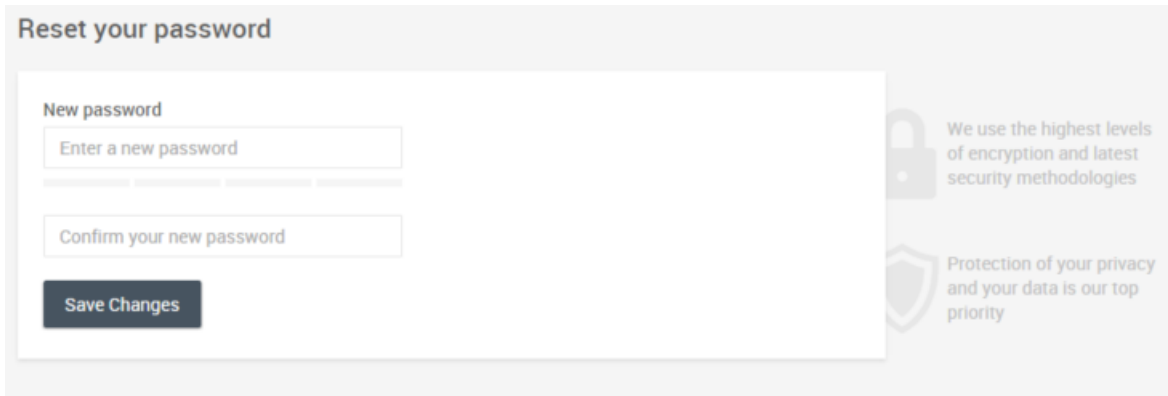 Reset your password
New password
Enter a new password
Confirm your new password
Save Changes
We use the highest levels
of encryption and latest
security methodologies
Protection of your privacy
and your data is our top
priority